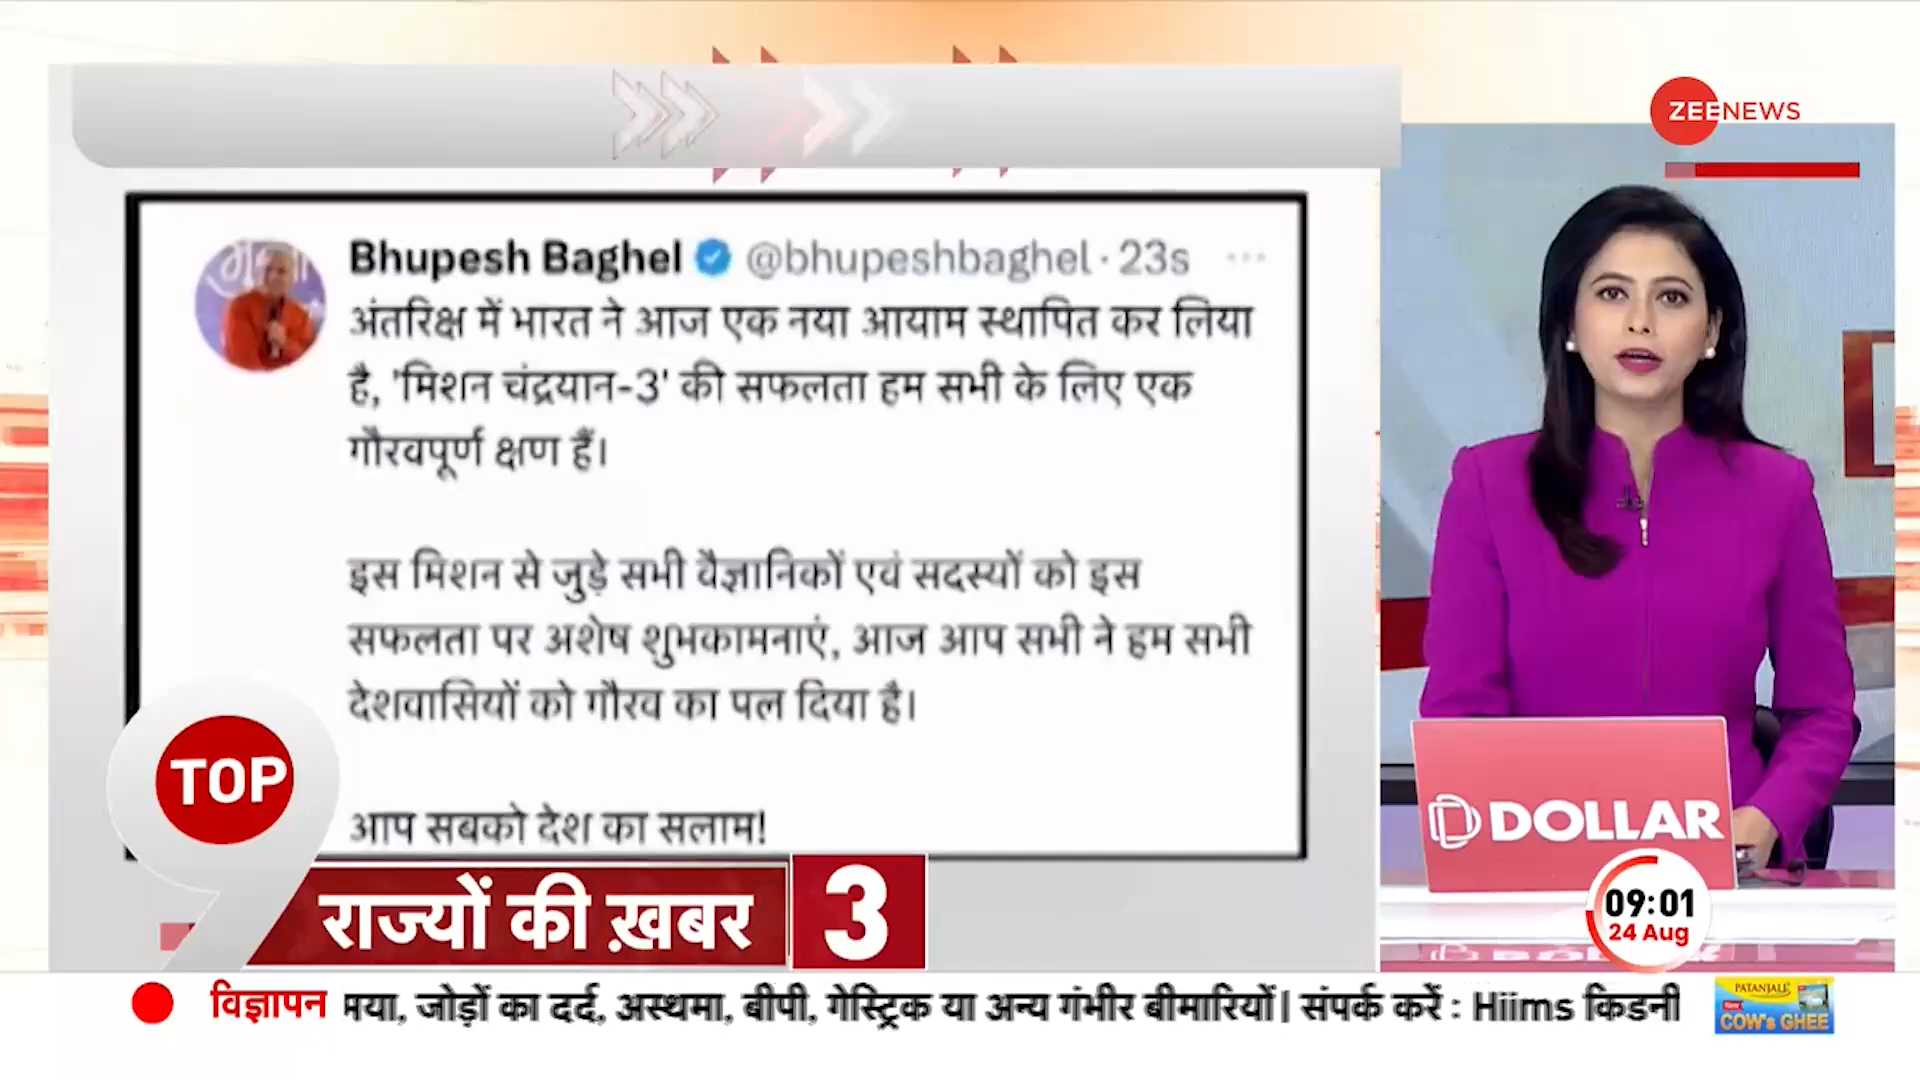 ZEENEWS
Bhupesh Baghel @bhupeshbaghel · 23s ...
अंतरिक्ष में भारत ने आज एक नया आयाम स्थापित कर लिया
है, 'मिशन चंद्रयान-3' की सफलता हम सभी के लिए एक
गौरवपूर्ण क्षण हैं।
इस मिशन से जुड़े सभी वैज्ञानिकों एवं सदस्यों को इस
सफलता पर अशेष शुभकामनाएं, आज आप सभी ने हम सभी
देशवासियों को गौरव का पल दिया है।
आप सबको देश का सलाम!
TOP
9
राज्यों की ख़बर
3
DOLLAR
09:01
24 Aug
विज्ञापन मया, जोड़ों का दर्द, अस्थमा, बीपी, गेस्ट्रिक या अन्य गंभीर बीमारियों| संपर्क करें : Hiims किडनी
PATANJALI
New
COW's GHEE